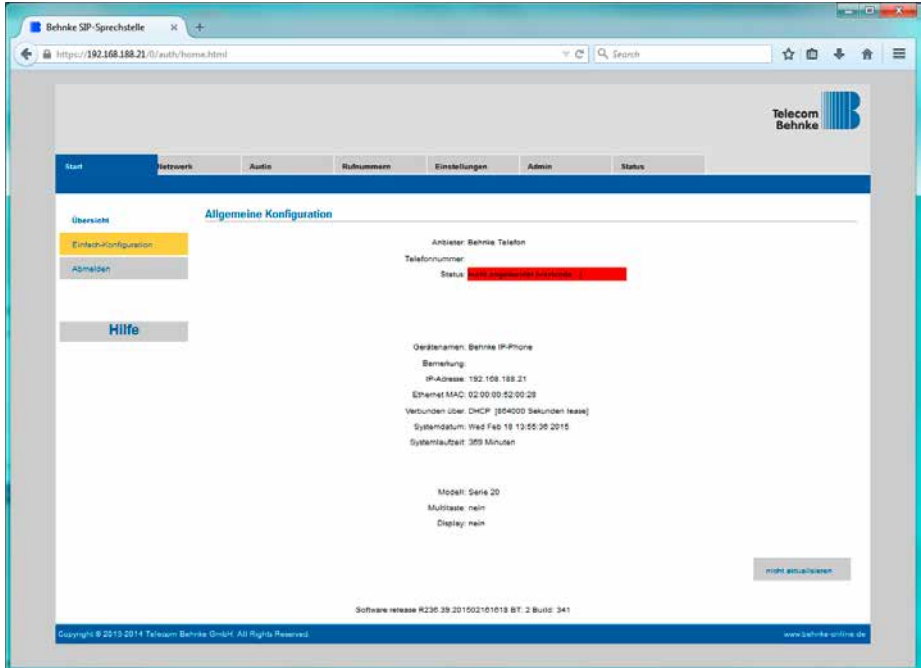 Behnke SIP-Sprechstelle
https://192.168.188.21/0/auth/home.html
Search
Telecom
Behnke
Start Netzwerk Audio Rufnummern Einstellungen Admin Status
Übersicht
Einfach-Konfiguration
Abmelden
Hilfe
Allgemeine Konfiguration
Anbieter: Behnke Telefon
Telefonnummer:
Status: nicht angemeldet
Gerätenamen: Behnke IP-Phone
Bemerkung:
IP-Adresse: 192.168.188.21
Ethernet MAC: 02:00:00:52:00:28
Verbunden über: DHCP [864000 Sekunden lease]
Systemdatum: Wed Feb 18 13:55:36 2015
Systemlaufzeit: 369 Minuten
Modell: Serie 20
Multitaste: nein
Display: nein
nicht aktualisieren
Software release R236.39.201502161618 BT: 2 Build: 341
Copyright © 2013-2014 Telecom Behnke GmbH. All Rights Reserved.
www.behnke-online.de